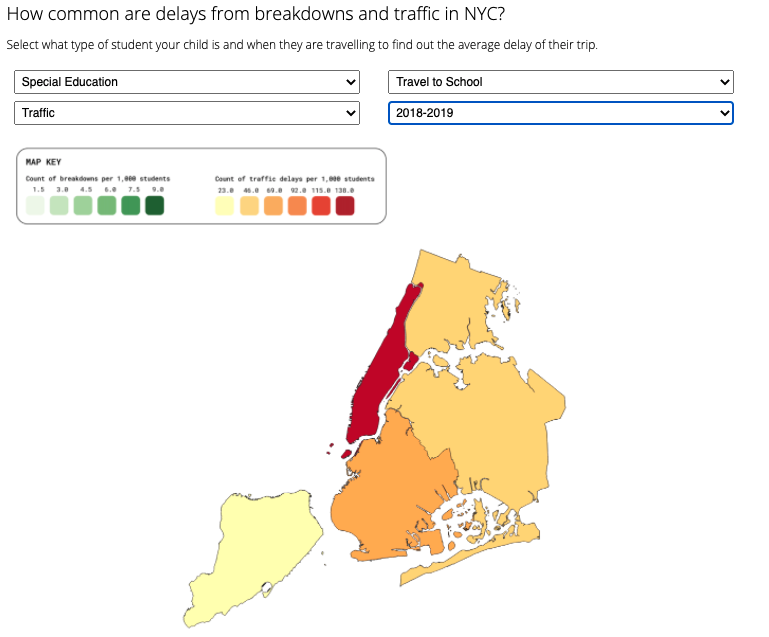 How common are delays from breakdowns and traffic in NYC?
Select what type of student your child is and when they are travelling to find out the average delay of their trip.
Special Education
Travel to School
Traffic
2018-2019
MAP KEY
Count of breakdowns per 1,000 students
1.5 3.0 4.5 6.0 7.5 9.0
Count of traffic delays per 1,000 students
23.0 46.0 69.0 92.0 115.0 138.0